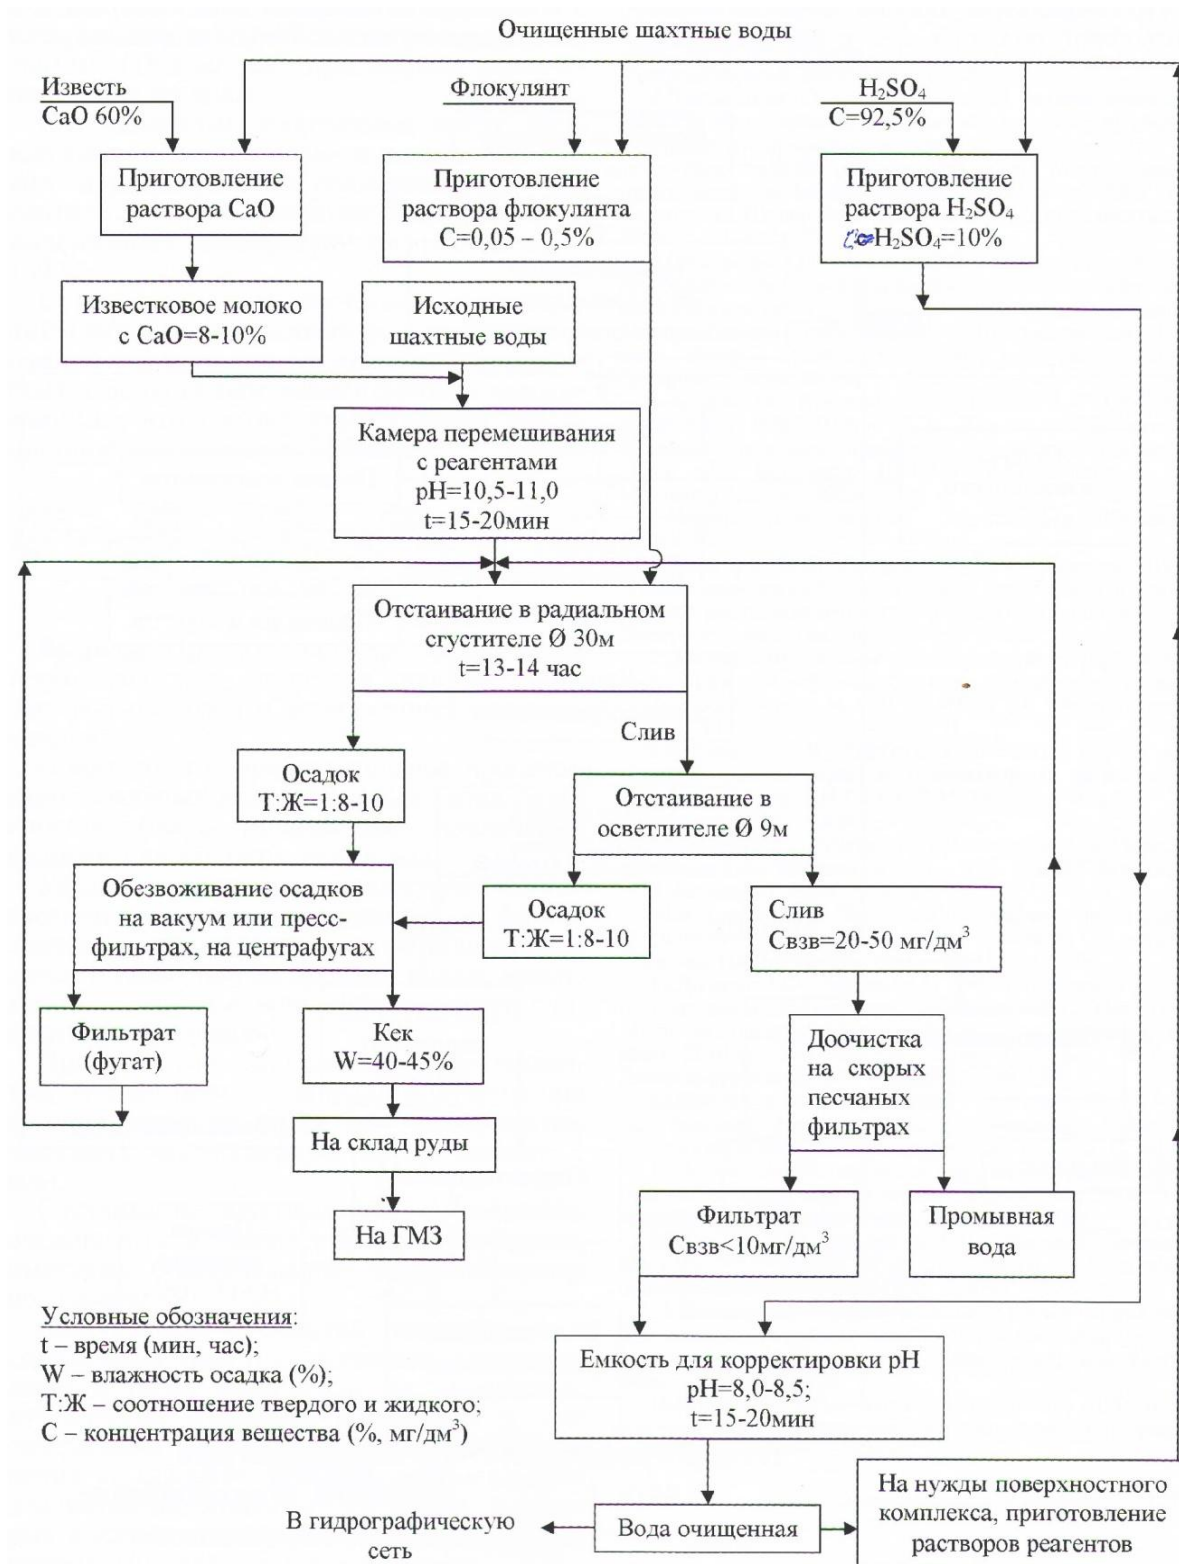 Очищенные шахтные воды
Известь
CaO 60%
Флокулянт
H₂SO₄
C=92,5%
Приготовление
раствора CaO
Приготовление
раствора флокулянта
C=0,05 – 0,5%
Приготовление
раствора H₂SO₄
H₂SO₄=10%
Известковое молоко
с CaO=8-10%
Исходные
шахтные воды
Камера перемешивания
с реагентами
pH=10,5-11,0
t=15-20мин
Отстаивание в радиальном
сгустителе Ø 30м
t=13-14 час
Слив
Осадок
Т:Ж=1:8-10
Отстаивание в
осветлителе Ø 9м
Обезвоживание осадков
на вакуум или пресс-
фильтрах, на центрафугах
Осадок
Т:Ж=1:8-10
Слив
Cвзв=20-50 мг/дм³
Фильтрат
(фугат)
Кек
W=40-45%
Доочистка
на скорых
песчаных
фильтрах
На склад руды
На ГМЗ
Фильтрат
Cвзв<10мг/дм³
Промывная
вода
Условные обозначения:
t – время (мин, час);
W – влажность осадка (%);
Т:Ж – соотношение твердого и жидкого;
C – концентрация вещества (%, мг/дм³)
Емкость для корректировки pH
pH=8,0-8,5;
t=15-20мин
В гидрографическую
сеть
Вода очищенная
На нужды поверхностного
комплекса, приготовление
растворов реагентов